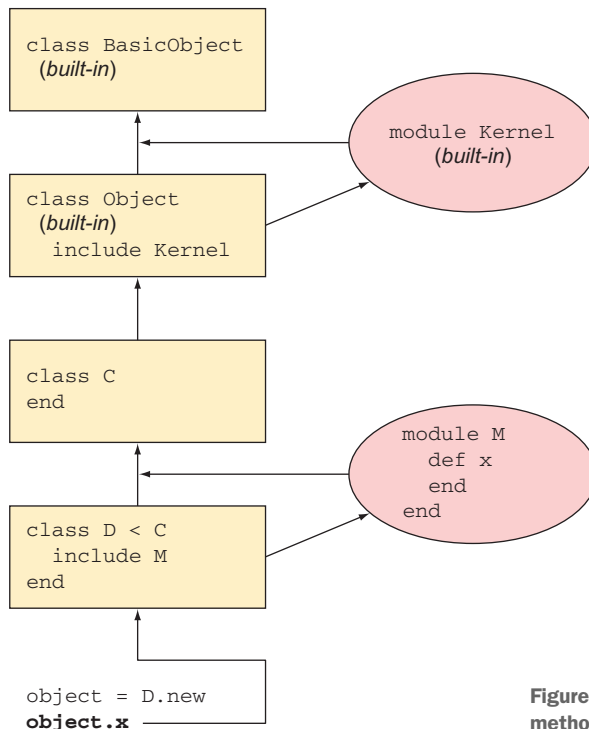 class BasicObject
(built-in)
module Kernel
(built-in)
class Object
(built-in)
include Kernel
class C
end
module M
def x
end
end
class D < C
include M
end
object = D.new
object.x
Figure
metho